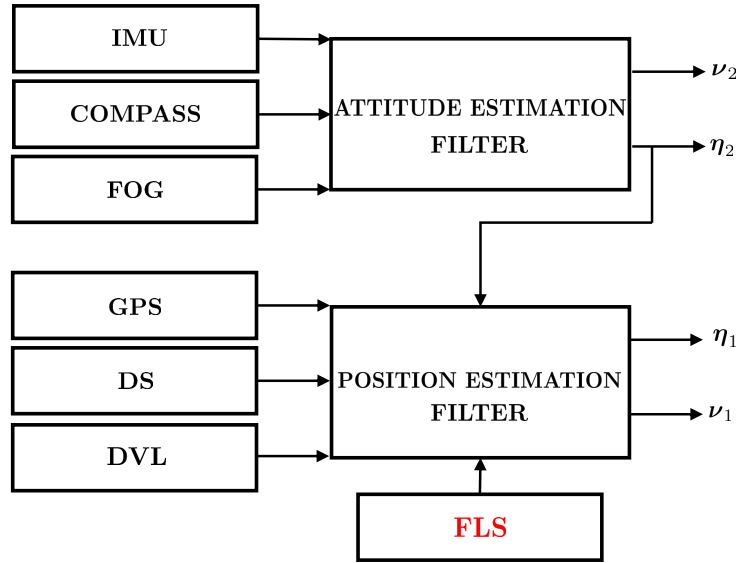 IMU
COMPASS
FOG
ATTITUDE ESTIMATION
FILTER
ν₂
η₂
GPS
DS
DVL
POSITION ESTIMATION
FILTER
η₁
ν₁
FLS